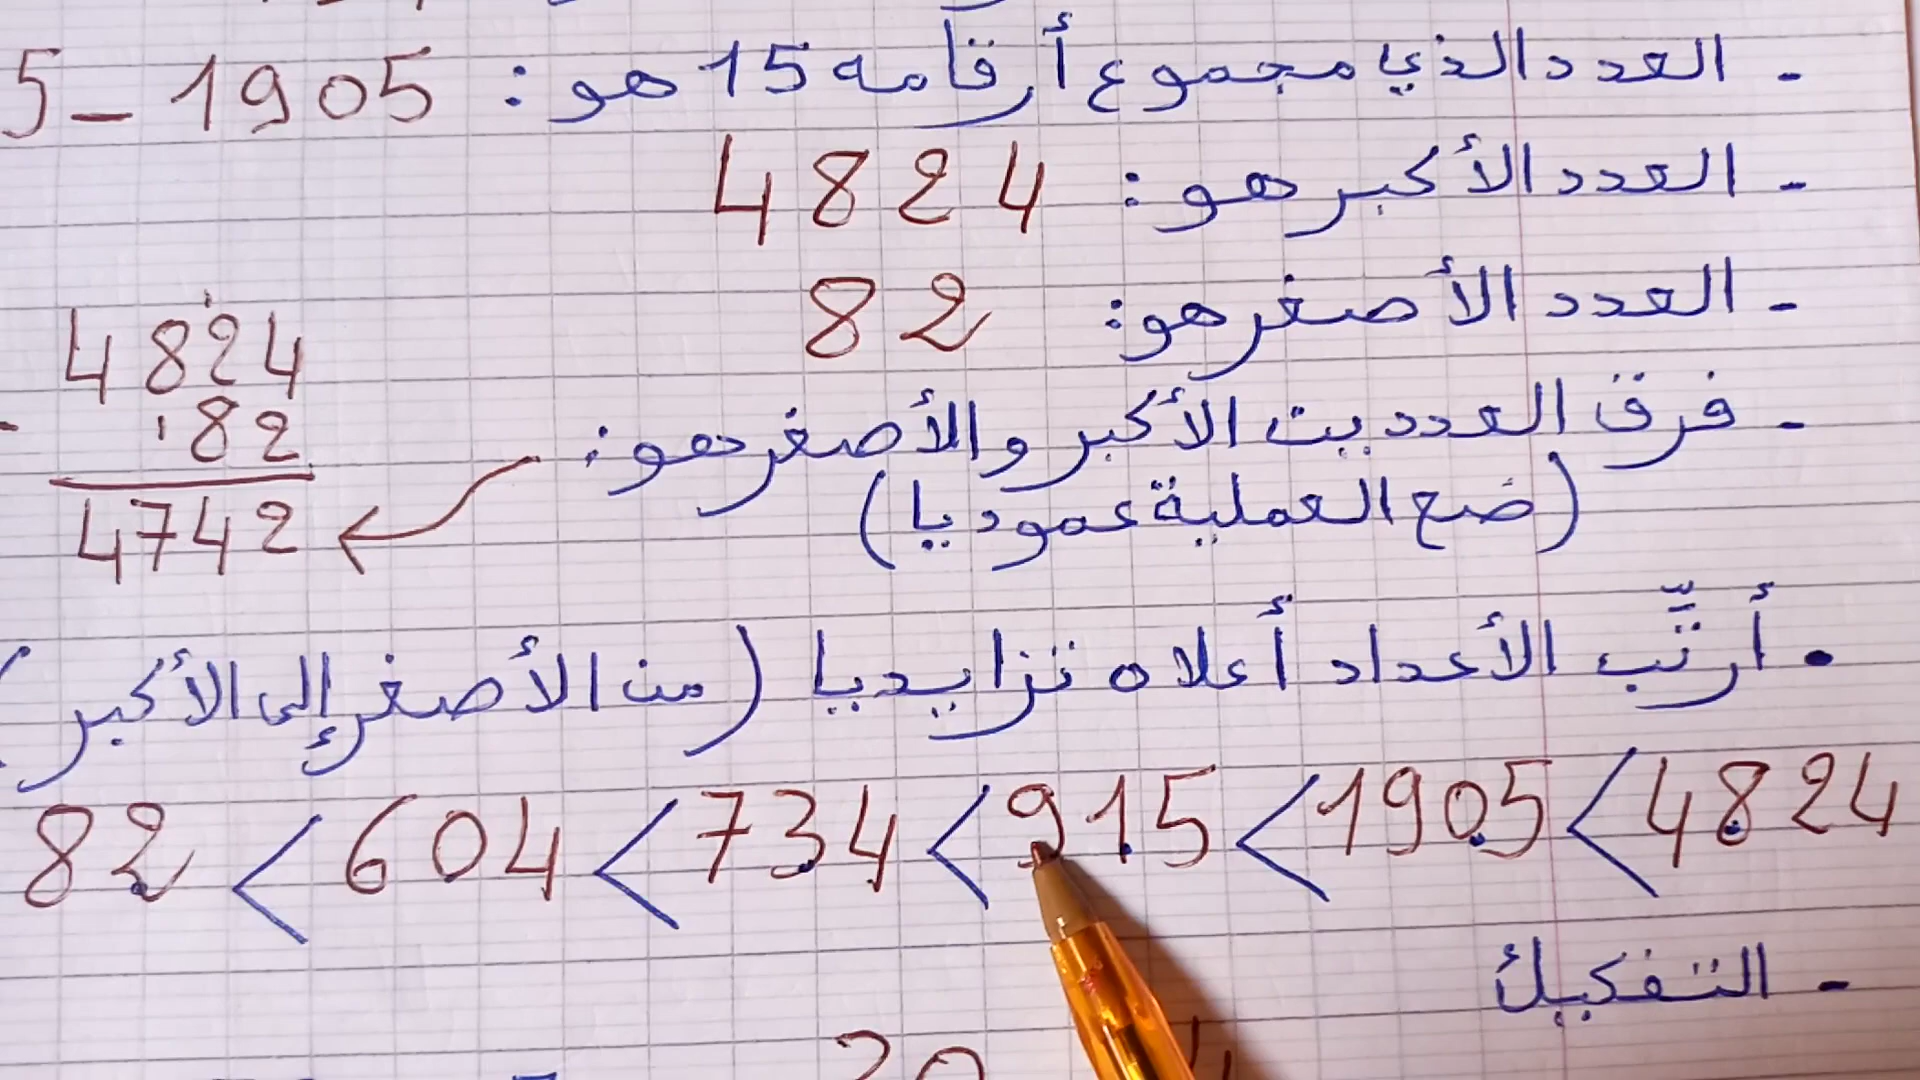 - العدد الذي مجموع أرقامه 15 هو: 1905 - 5
- العدد الأكبر هو: 4824
- العدد الأصغر هو: 82
- فرق العددين الأكبر والأصغر هو:
(ضع العملية عموديا)
4824
- 82
4742
• أرتّب الأعداد أعلاه تزايديا (من الأصغر إلى الأكبر)
82 < 604 < 734 < 915 < 1905 < 4824
- التفكيك